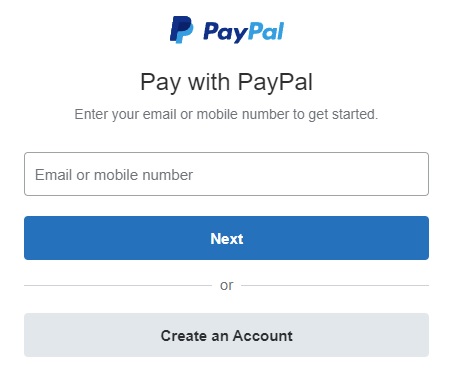 PayPal
Pay with PayPal
Enter your email or mobile number to get started.
Email or mobile number
Next
or
Create an Account